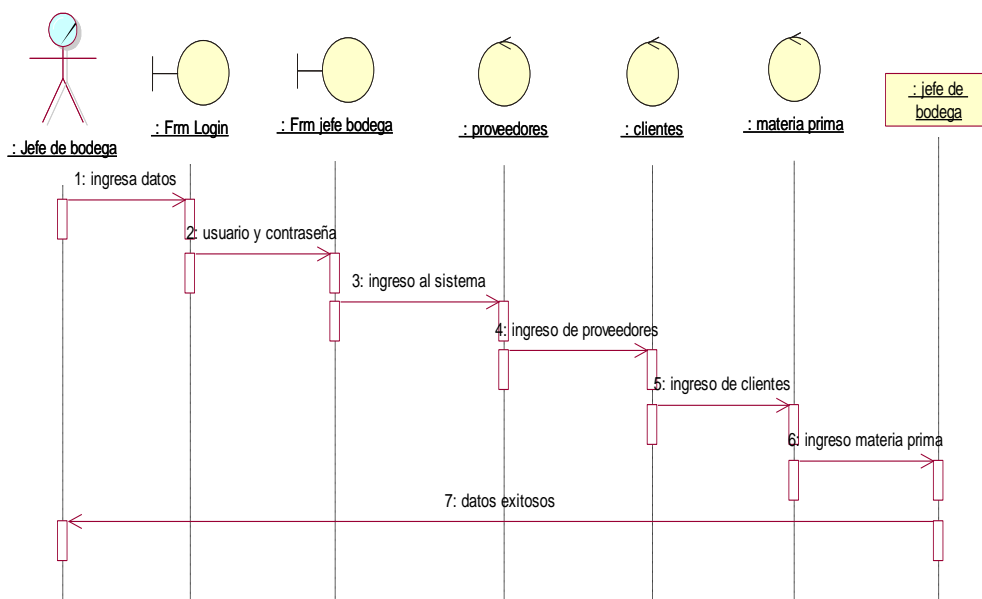 : Jefe de bodega
: Frm Login
: Frm jefe bodega
: proveedores
: clientes
: materia prima
: jefe de
bodega
1: ingresa datos
2: usuario y contraseña
3: ingreso al sistema
4: ingreso de proveedores
5: ingreso de clientes
6: ingreso materia prima
7: datos exitosos